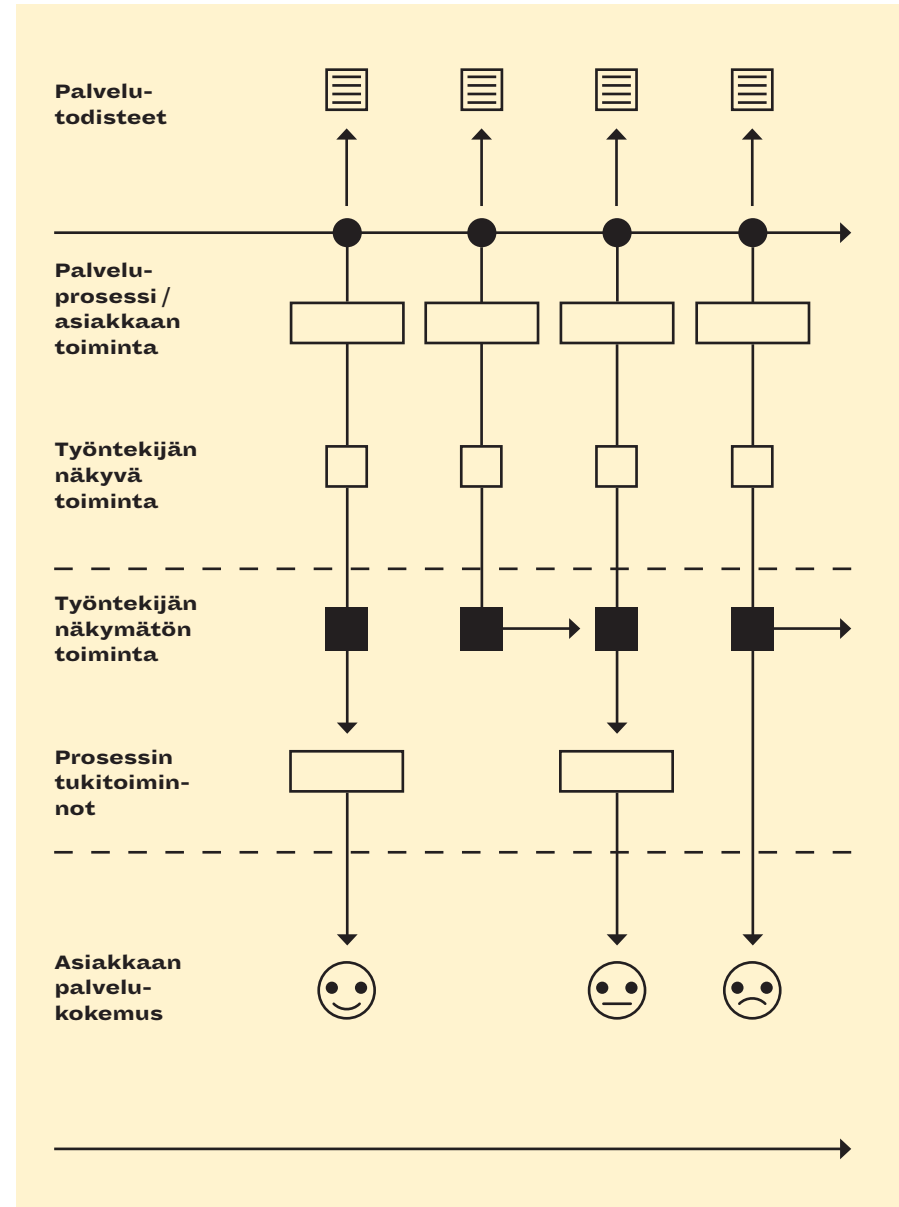 Palvelu-
todisteet
Palvelu-
prosessi /
asiakkaan
toiminta
Työntekijän
näkyvä
toiminta
Työntekijän
näkymätön
toiminta
Prosessin
tukitoimin-
not
Asiakkaan
palvelu-
kokemus